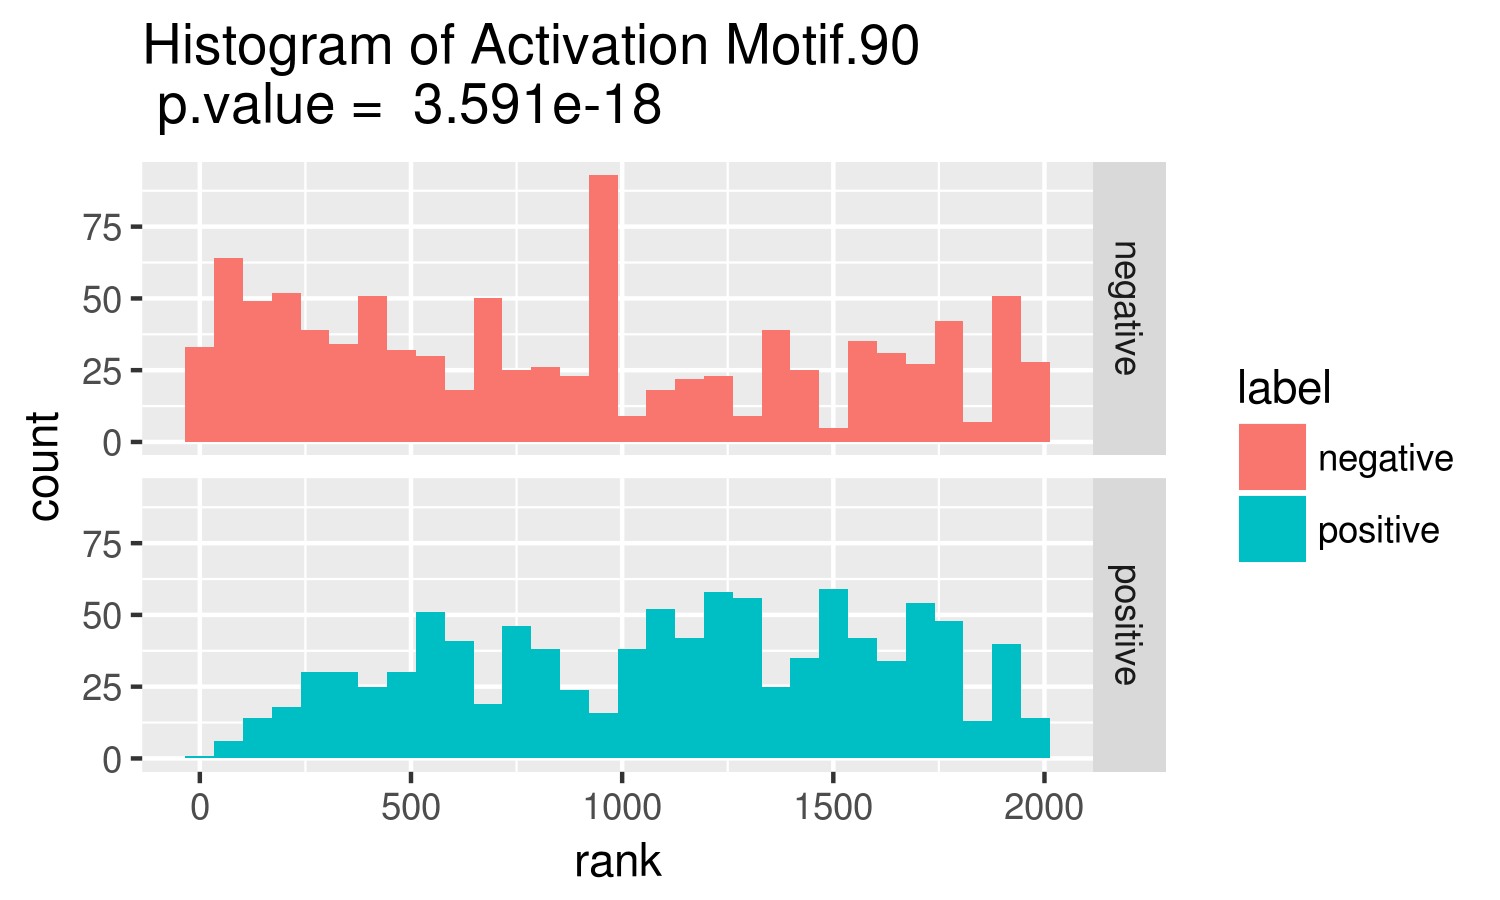 Histogram of Activation Motif.90
p.value = 3.591e-18
count
75
50
25
0
negative
75
50
25
0
positive
0 500 1000 1500 2000
rank
label
negative
positive